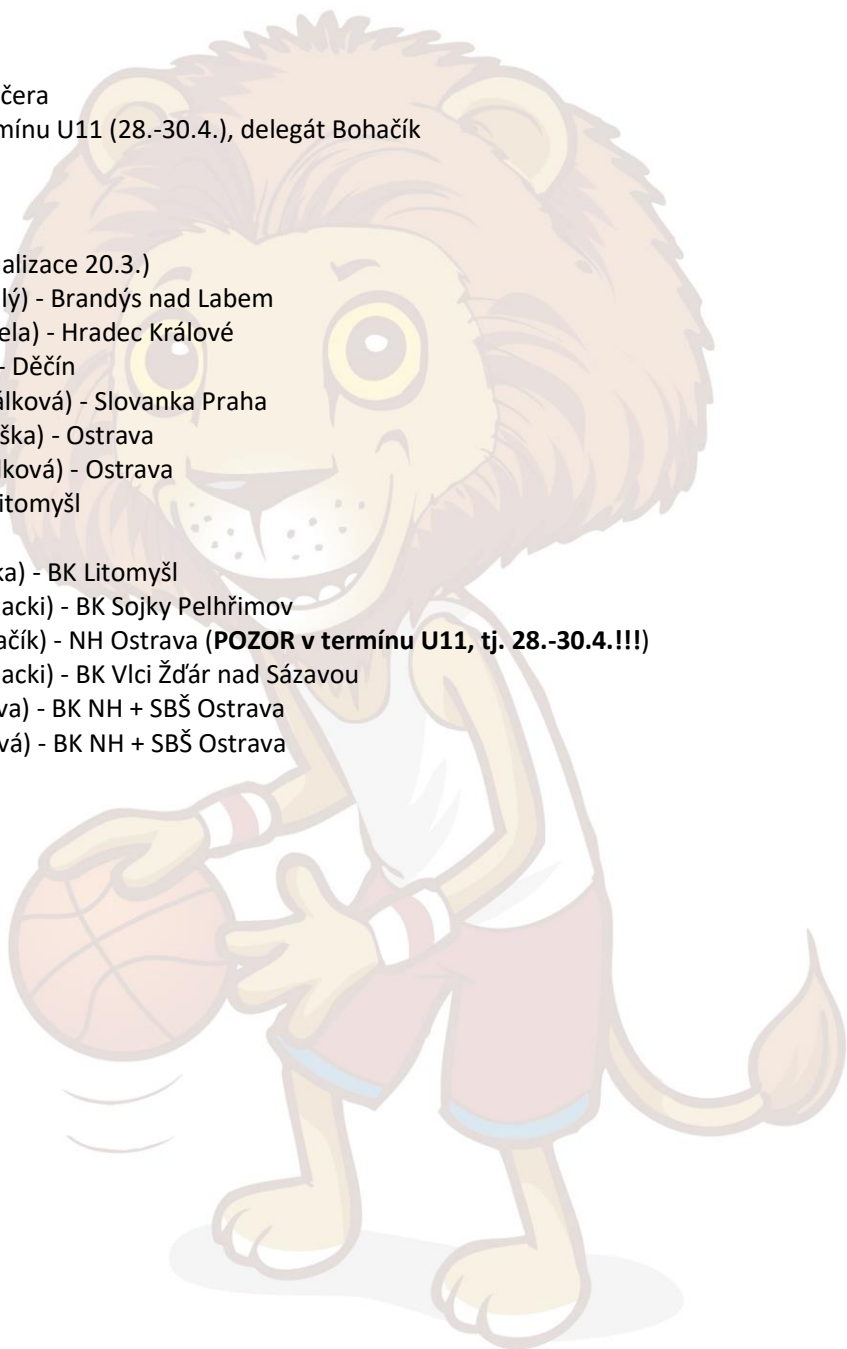 čera
mínu U11 (28.-30.4.), delegát Bohačík
alizace 20.3.)
lý) - Brandýs nad Labem
ela) - Hradec Králové
- Děčín
álková) - Slovanka Praha
iška) - Ostrava
lková) - Ostrava
itomyšl
ka) - BK Litomyšl
acki) - BK Sojky Pelhřimov
ačík) - NH Ostrava (POZOR v termínu U11, tj. 28.-30.4.!!!)
acki) - BK Vlci Žďár nad Sázavou
va) - BK NH + SBŠ Ostrava
vá) - BK NH + SBŠ Ostrava